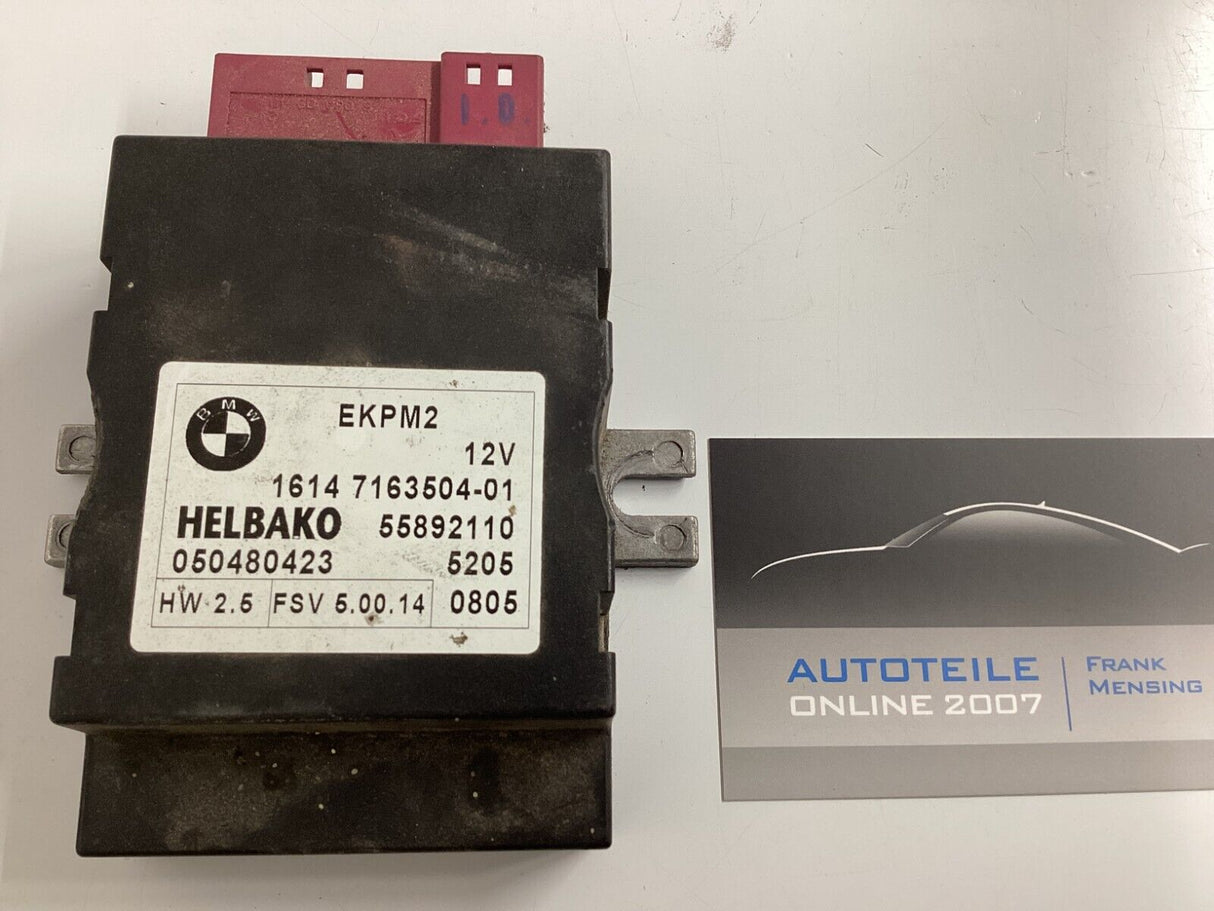 I.O.
BMW
EKPM2
12V
1614 7163504-01
HELBAKO 55892110
050480423 5205
HW 2.5 FSV 5.00.14 0805
AUTOTEILE
ONLINE 2007
FRANK
MENSING